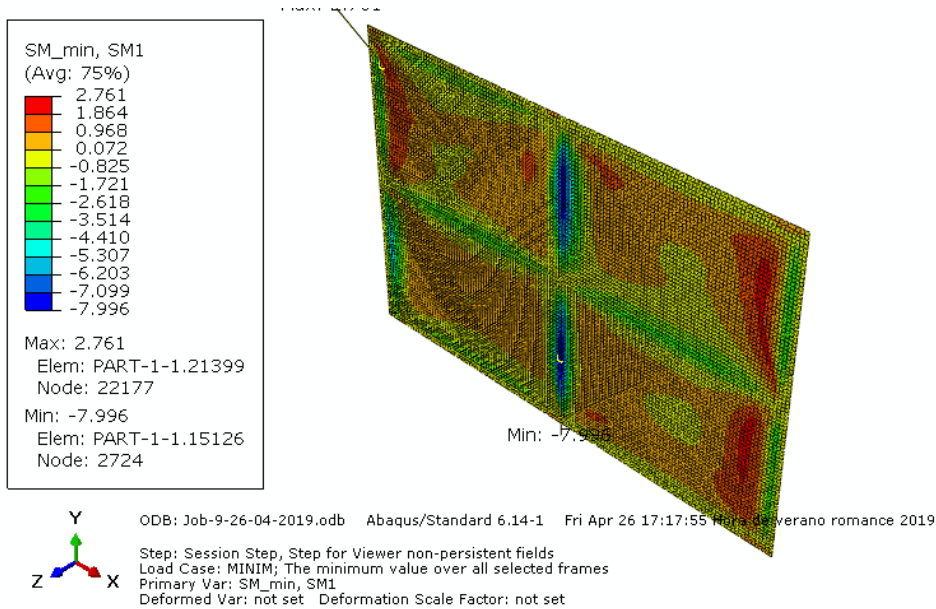 SM_min, SM1
(Avg: 75%)
2.761
1.864
0.968
0.072
-0.825
-1.721
-2.618
-3.514
-4.410
-5.307
-6.203
-7.099
-7.996
Max: 2.761
Elem: PART-1-1.21399
Node: 22177
Min: -7.996
Elem: PART-1-1.15126
Node: 2724
Max: 2.761
Min: -7.996
Y
Z
X
ODB: Job-9-26-04-2019.odb Abaqus/Standard 6.14-1 Fri Apr 26 17:17:55 Hora de verano romance 2019
Step: Session Step, Step for Viewer non-persistent fields
Load Case: MINIM; The minimum value over all selected frames
Primary Var: SM_min, SM1
Deformed Var: not set Deformation Scale Factor: not set